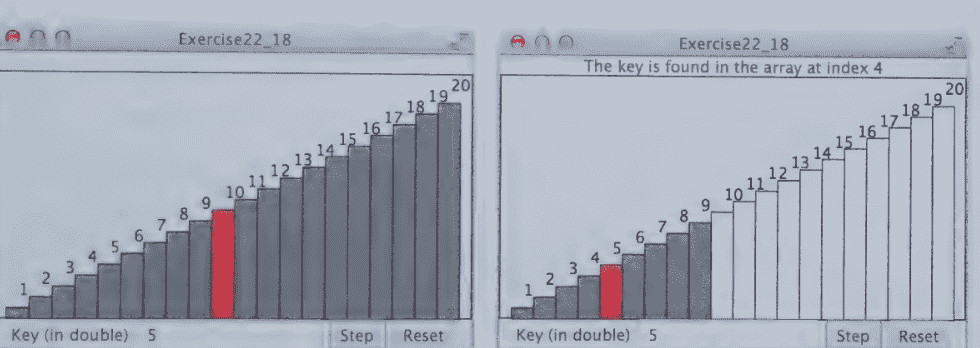 Exercise22_18
1 2 3 4 5 6 7 8 9 10 11 12 13 14 15 16 17 18 19 20
Key (in double) 5 Step Reset
Exercise22_18
The key is found in the array at index 4
1 2 3 4 5 6 7 8 9 10 11 12 13 14 15 16 17 18 19 20
Key (in double) 5 Step Reset